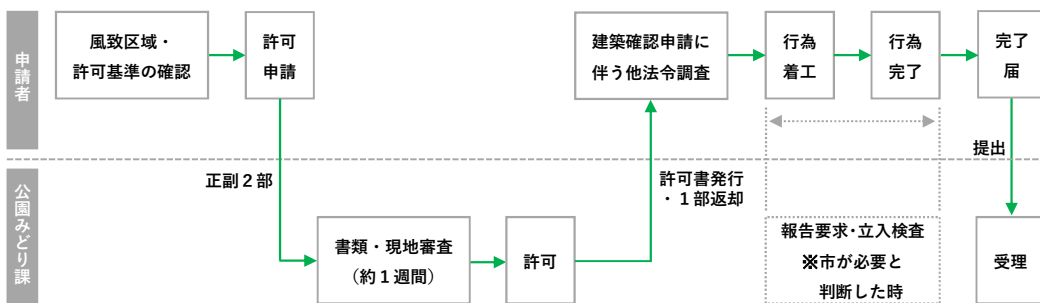 申請者
風致区域・
許可基準の確認
許可
申請
建築確認申請に
伴う他法令調査
行為
着工
行為
完了
完了
届
正副２部
許可書発行
・１部返却
提出
公園みどり課
書類・現地審査
(約１週間)
許可
報告要求・立入検査
※市が必要と
判断した時
受理